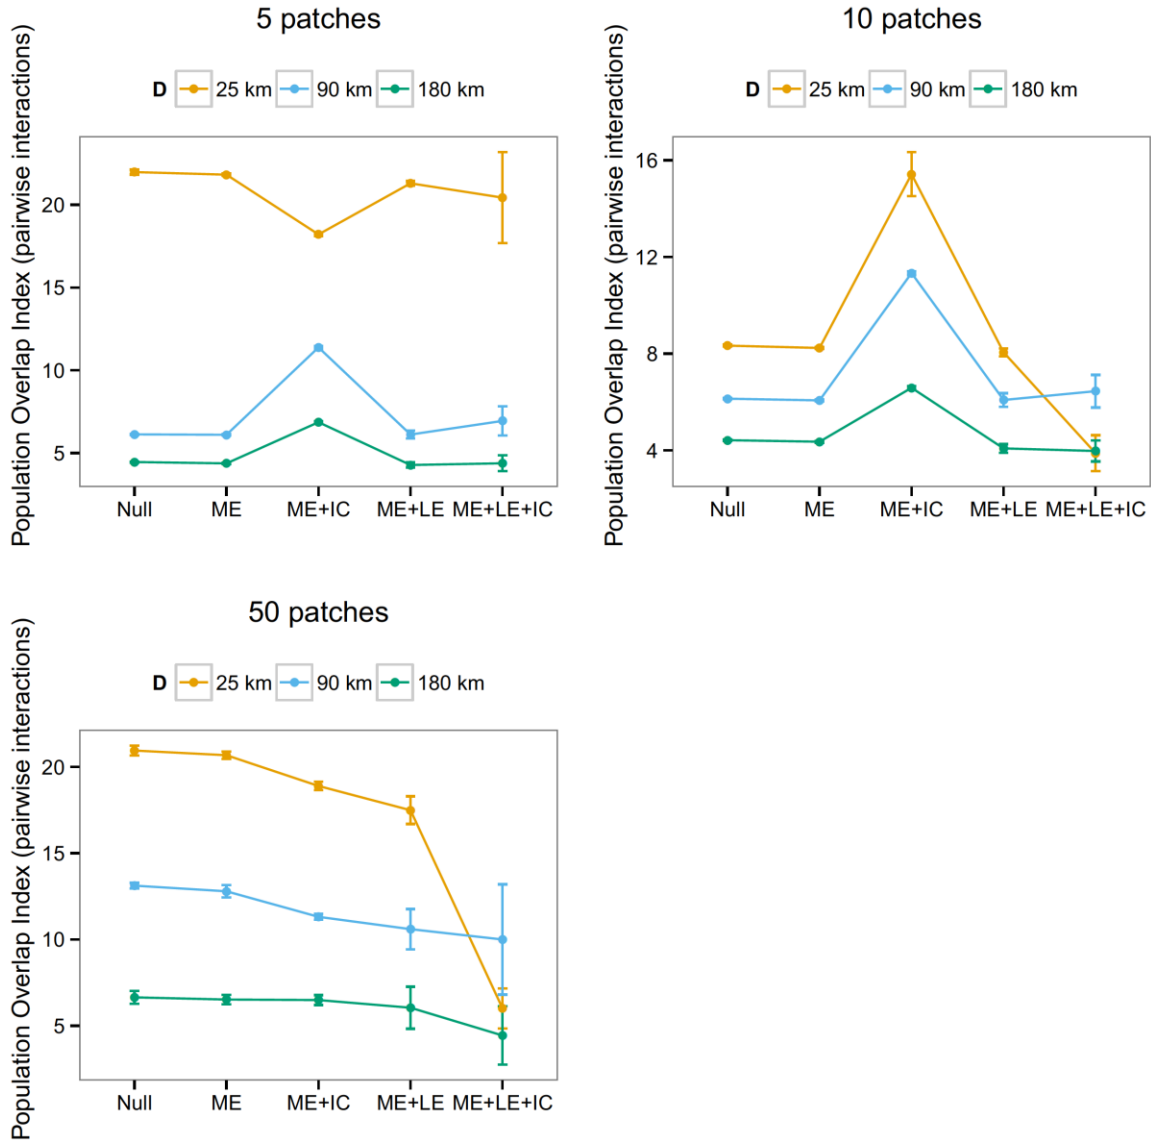 5 patches
D 25 km 90 km 180 km
Population Overlap Index (pairwise interactions)
20
15
10
5
Null ME ME+IC ME+LE ME+LE+IC
10 patches
D 25 km 90 km 180 km
Population Overlap Index (pairwise interactions)
16
12
8
4
Null ME ME+IC ME+LE ME+LE+IC
50 patches
D 25 km 90 km 180 km
Population Overlap Index (pairwise interactions)
20
15
10
5
Null ME ME+IC ME+LE ME+LE+IC